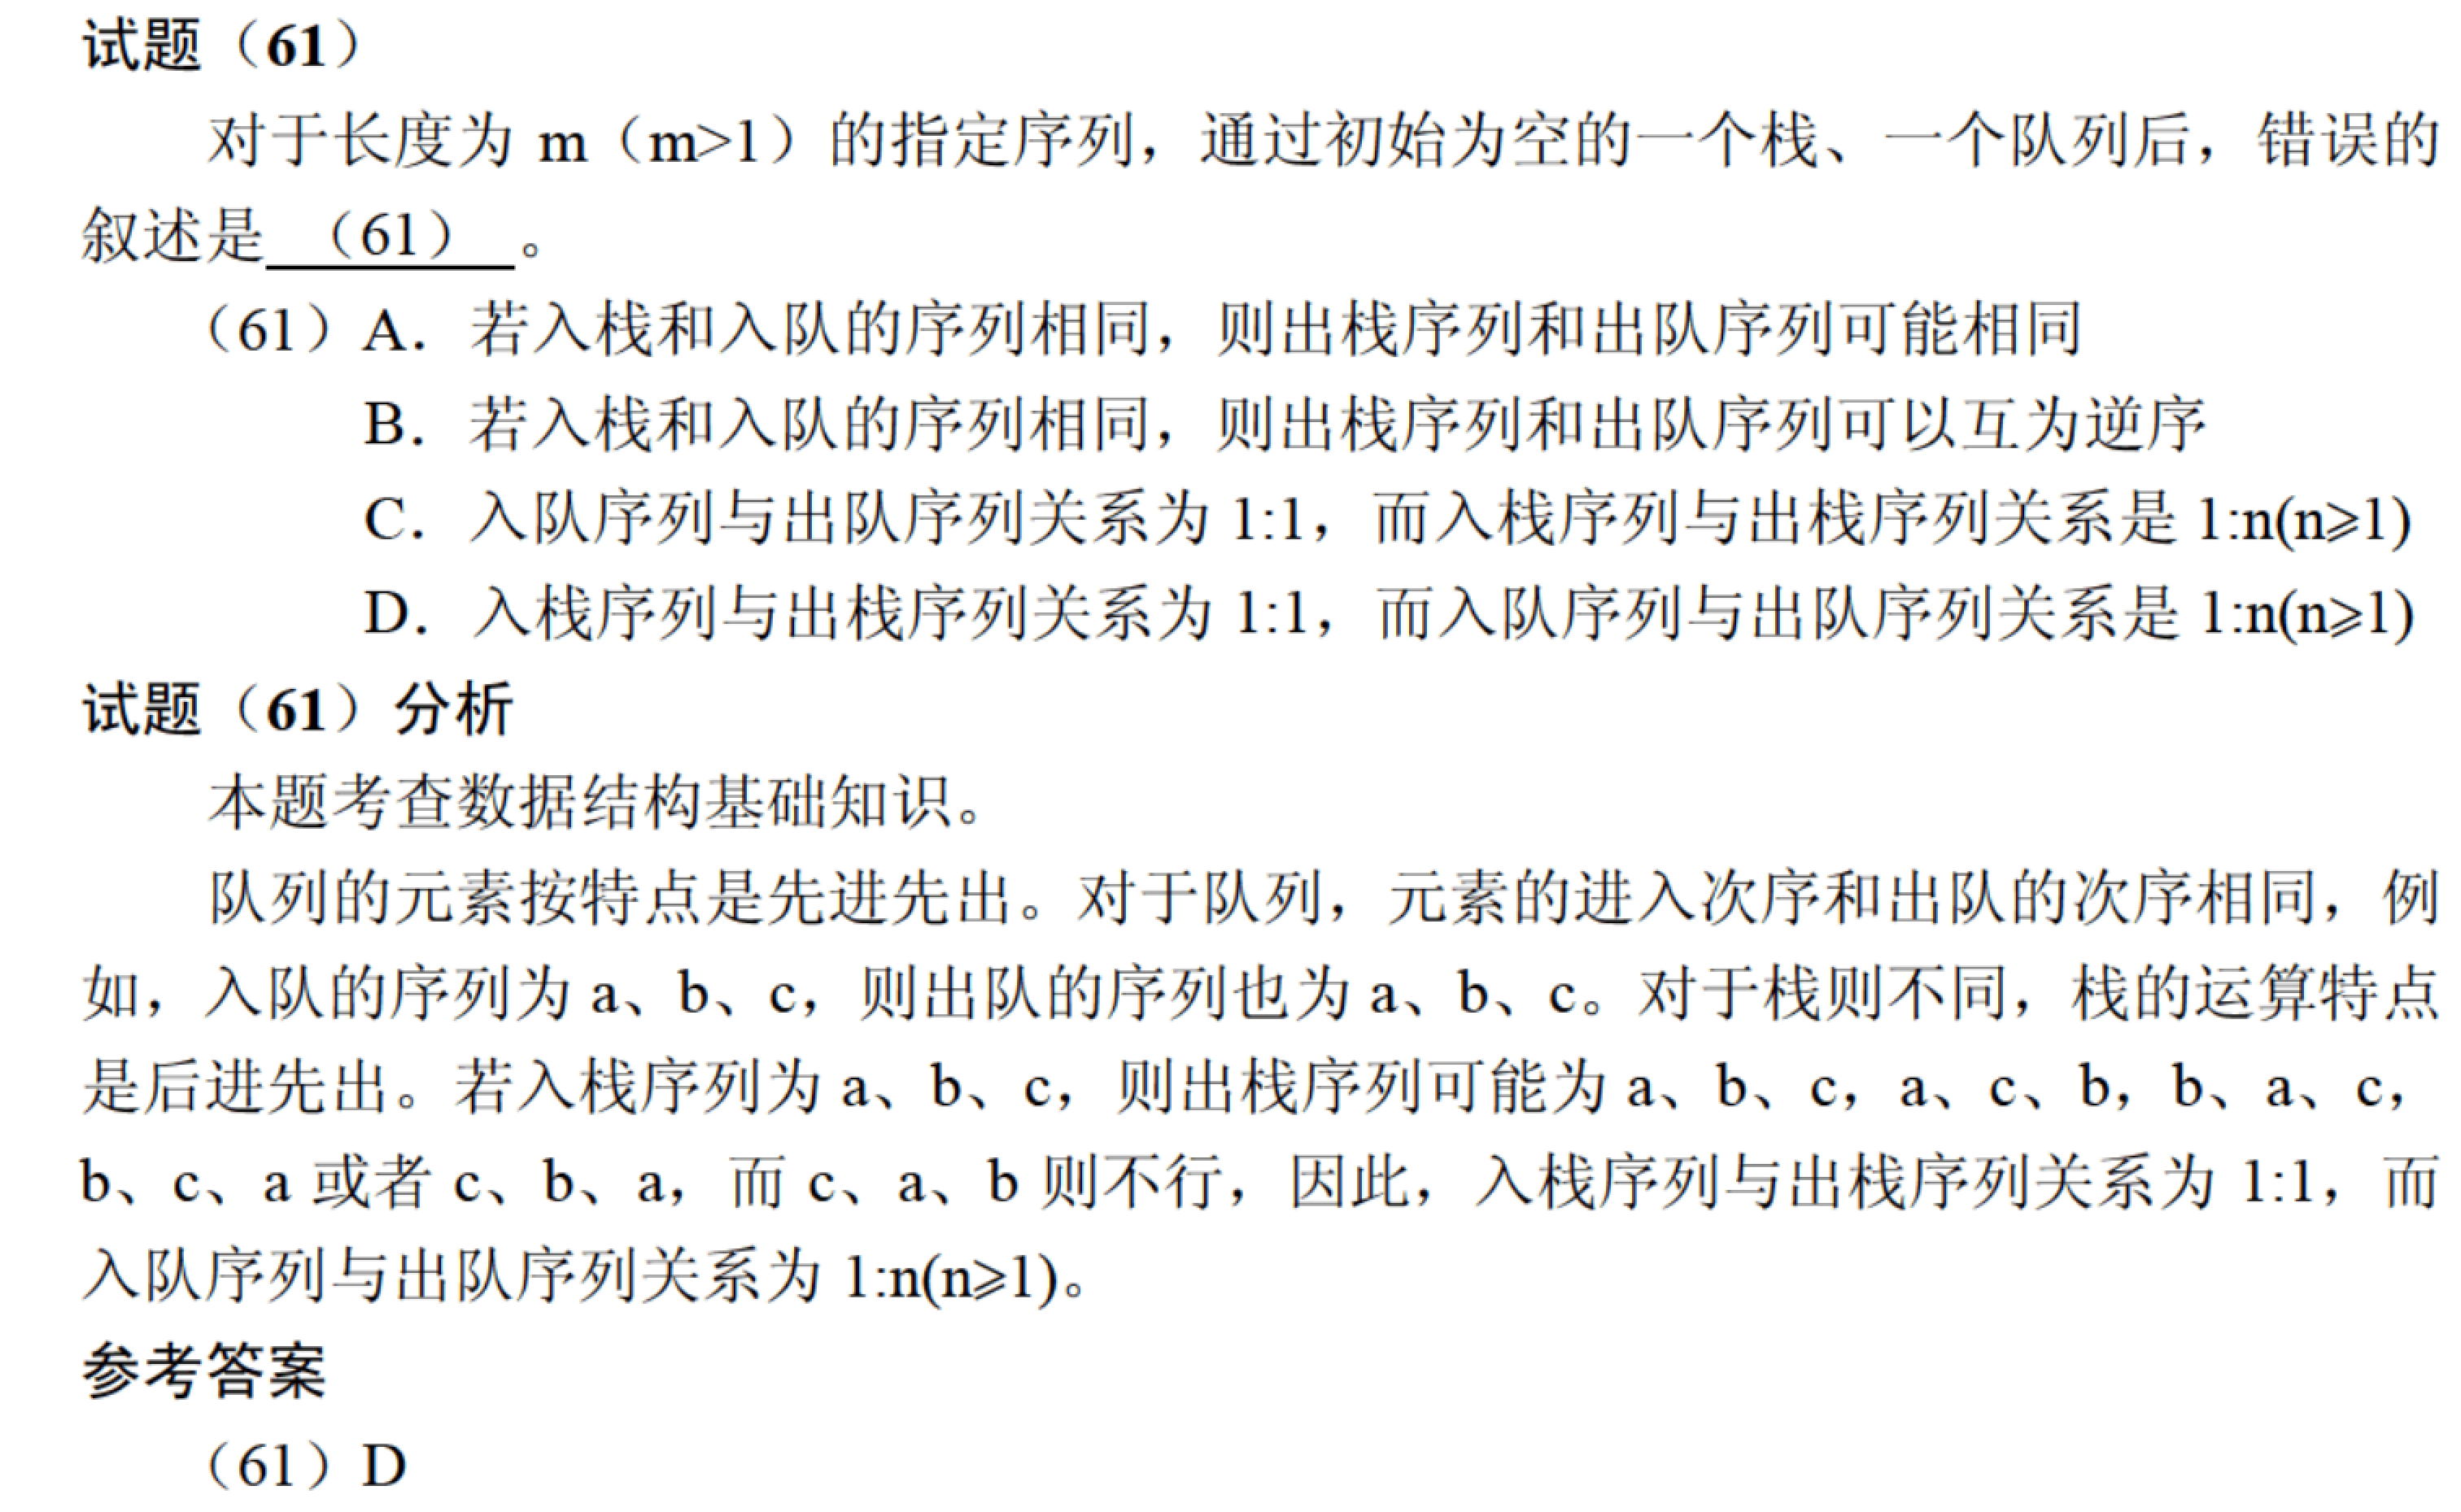 试题（61）
对于长度为 m（m>1）的指定序列，通过初始为空的一个栈、一个队列后，错误的
叙述是 （61） 。
（61）A．若入栈和入队的序列相同，则出栈序列和出队序列可能相同
B．若入栈和入队的序列相同，则出栈序列和出队序列可以互为逆序
C．入队序列与出队序列关系为 1:1，而入栈序列与出栈序列关系是 1:n(n⩾1)
D．入栈序列与出栈序列关系为 1:1，而入队序列与出队序列关系是 1:n(n⩾1)
试题（61）分析
本题考查数据结构基础知识。
队列的元素按特点是先进先出。对于队列，元素的进入次序和出队的次序相同，例
如，入队的序列为 a、b、c，则出队的序列也为 a、b、c。对于栈则不同，栈的运算特点
是后进先出。若入栈序列为 a、b、c，则出栈序列可能为 a、b、c，a、c、b，b、a、c，
b、c、a 或者 c、b、a，而 c、a、b 则不行，因此，入栈序列与出栈序列关系为 1:1，而
入队序列与出队序列关系为 1:n(n⩾1)。
参考答案
（61）D